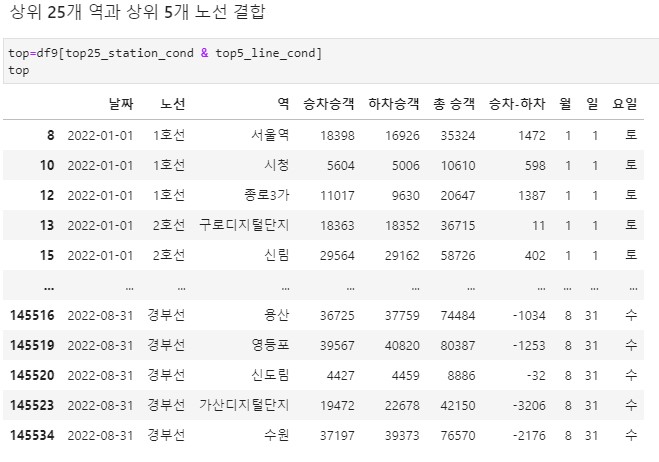 상위 25개 역과 상위 5개 노선 결합
top=df9[top25_station_cond & top5_line_cond]
top
날짜 노선 역 승차승객 하차승객 총 승객 승차-하차 월 일 요일
8 2022-01-01 1호선 서울역 18398 16926 35324 1472 1 1 토
10 2022-01-01 1호선 시청 5604 5006 10610 598 1 1 토
12 2022-01-01 1호선 종로3가 11017 9630 20647 1387 1 1 토
13 2022-01-01 2호선 구로디지털단지 18363 18352 36715 11 1 1 토
15 2022-01-01 2호선 신림 29564 29162 58726 402 1 1 토
... ... ... ... ... ... ... ... ... ... ...
145516 2022-08-31 경부선 용산 36725 37759 74484 -1034 8 31 수
145519 2022-08-31 경부선 영등포 39567 40820 80387 -1253 8 31 수
145520 2022-08-31 경부선 신도림 4427 4459 8886 -32 8 31 수
145523 2022-08-31 경부선 가산디지털단지 19472 22678 42150 -3206 8 31 수
145534 2022-08-31 경부선 수원 37197 39373 76570 -2176 8 31 수